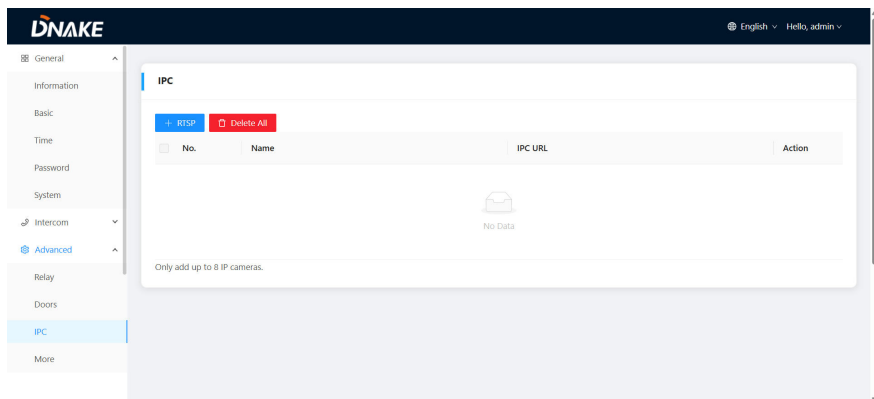 DNAKE
English
Hello, admin
General
Information
Basic
Time
Password
System
Intercom
Advanced
Relay
Doors
IPC
More
IPC
+ RTSP
Delete All
No. Name IPC URL Action
No Data
Only add up to 8 IP cameras.